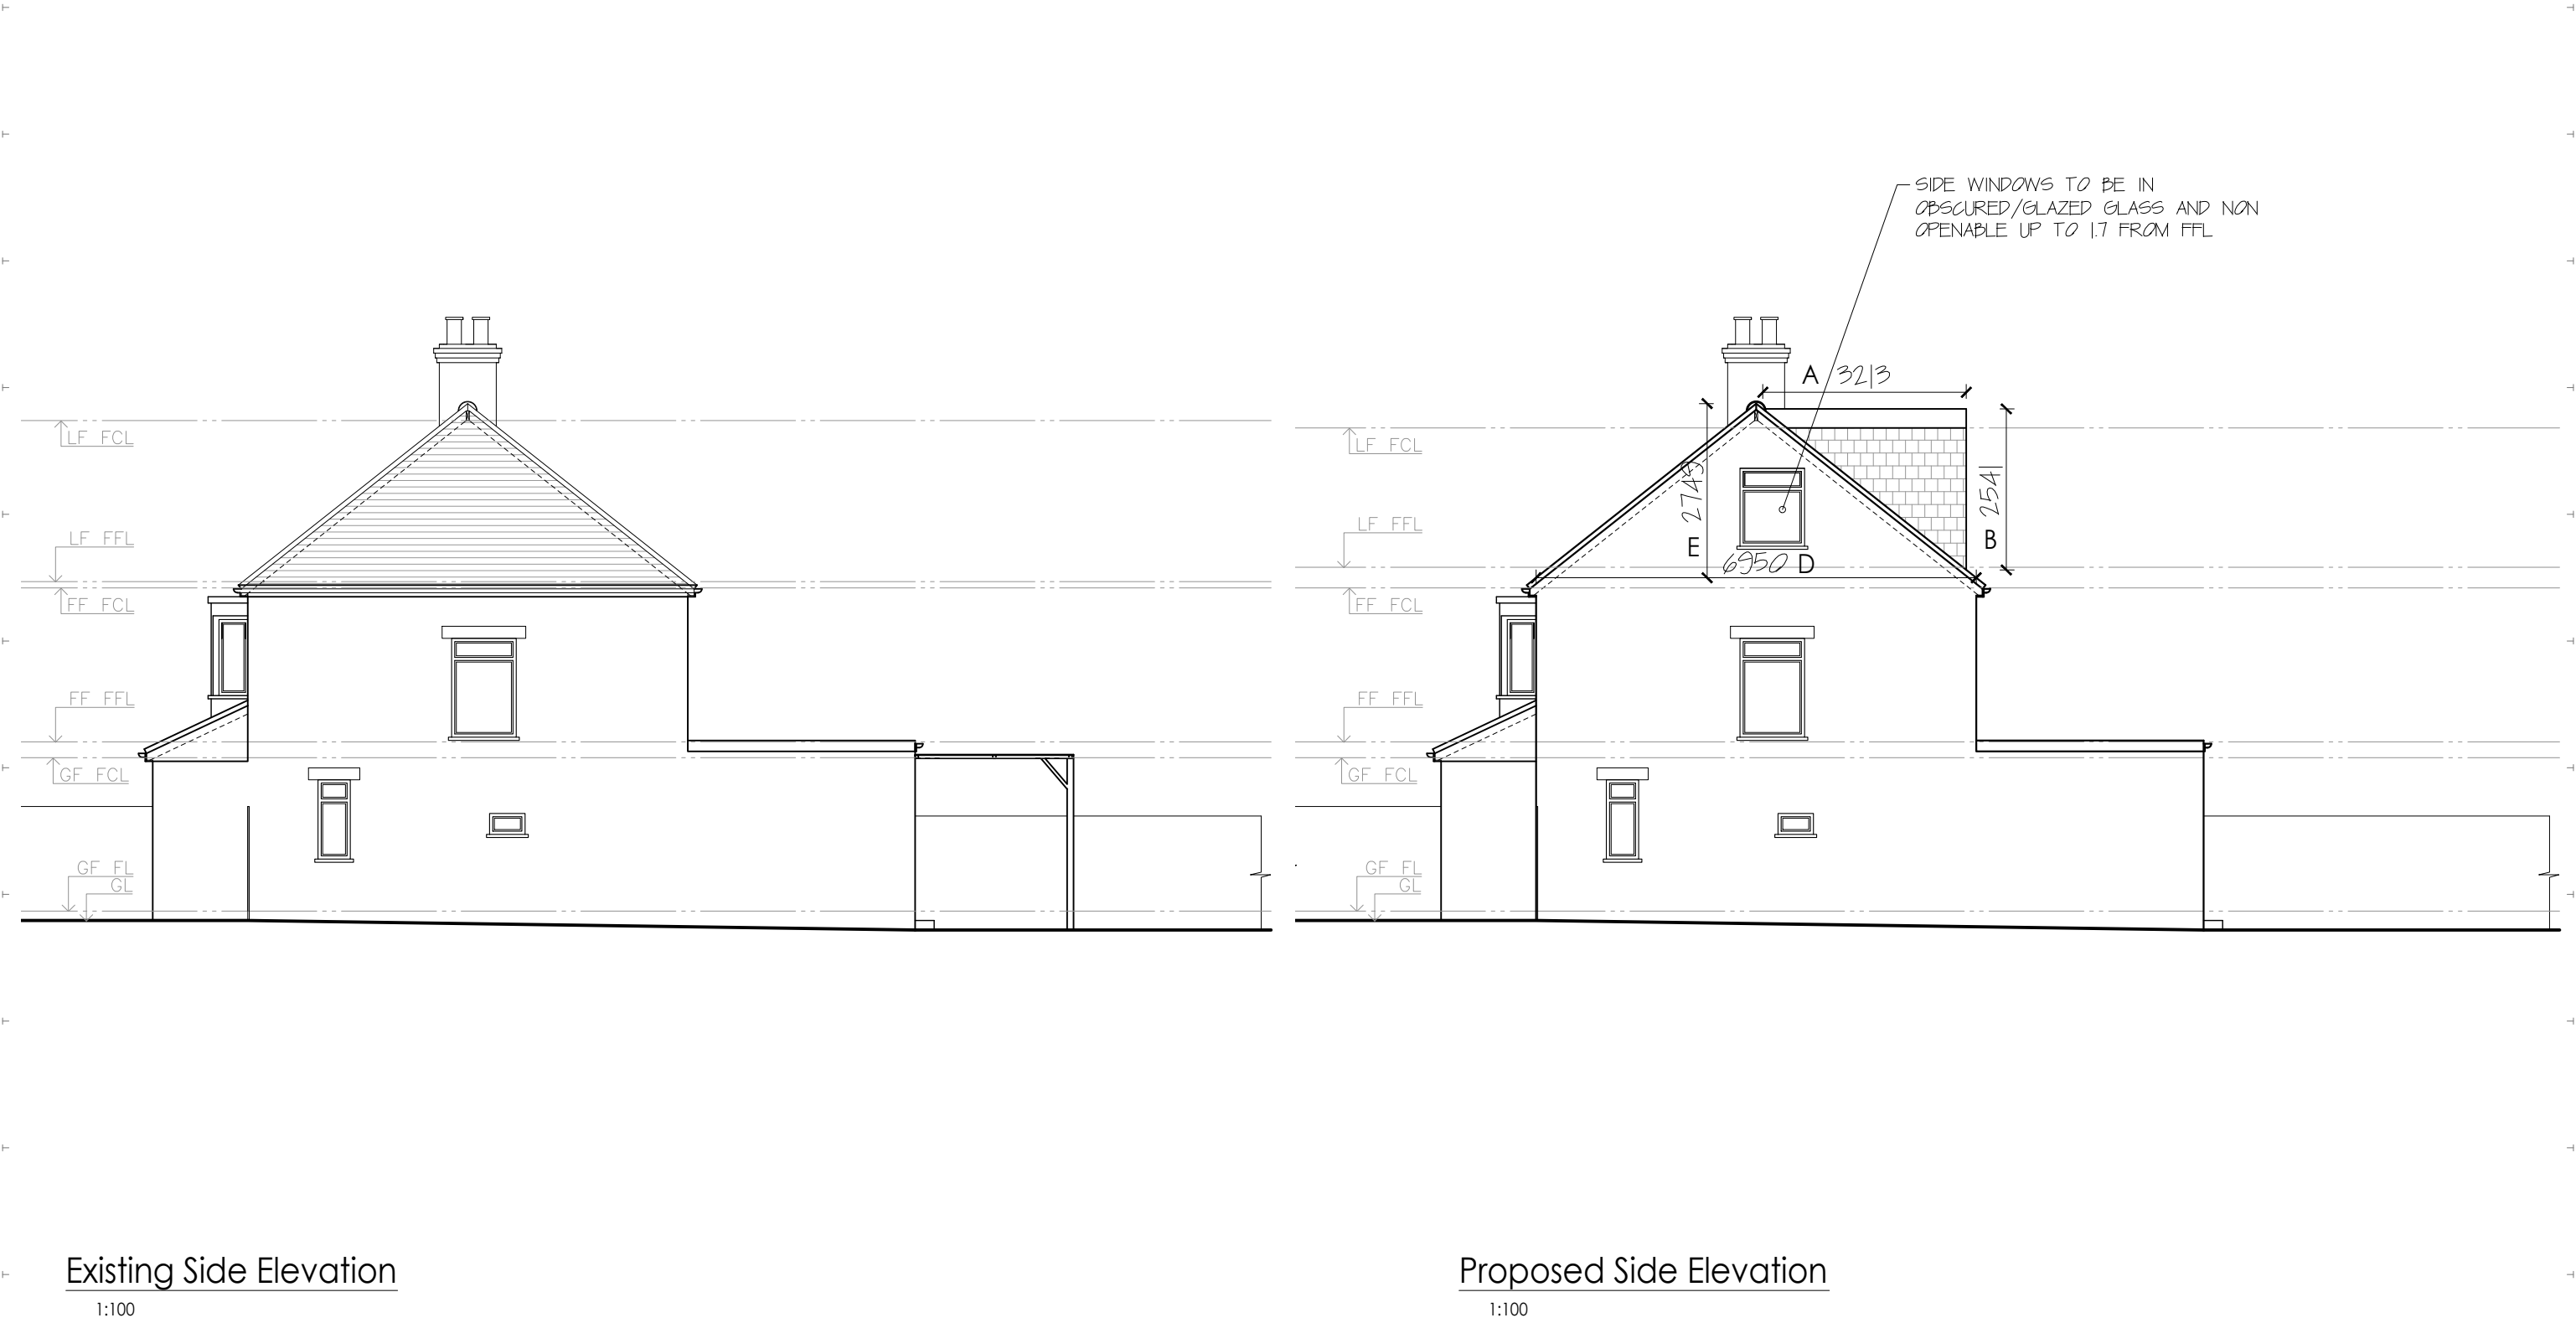 SIDE WINDOWS TO BE IN
OBSCURED/GLAZED GLASS AND NON
OPENABLE UP TO 1.7 FROM FFL
A 3213
LF FCL
LF FCL
2749
2541
LF FFL
LF FFL
E
B
6950 D
FF FCL
FF FCL
FF FFL
FF FFL
GF FCL
GF FCL
GF FL
GL
GF FL
GL
Existing Side Elevation
1:100
Proposed Side Elevation
1:100